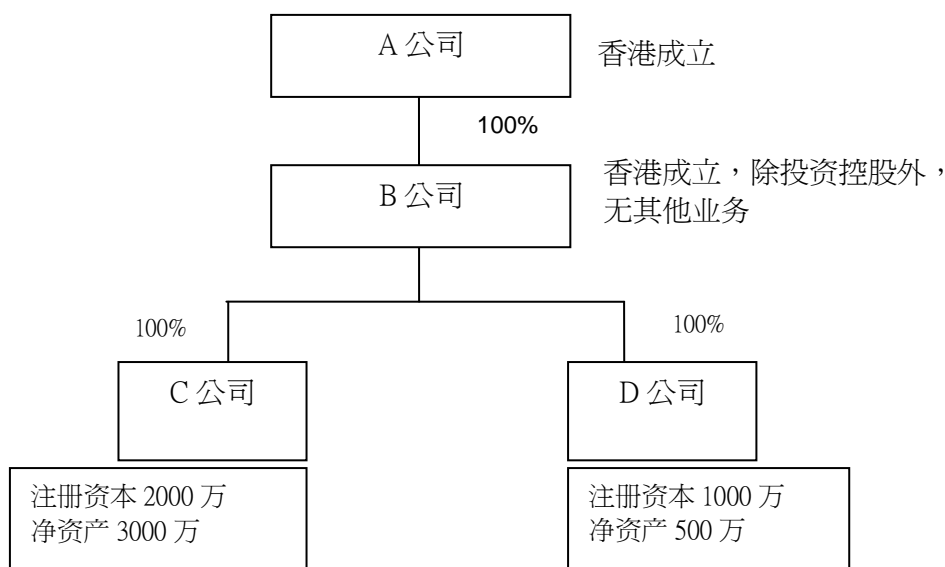 A 公司
香港成立
100%
B 公司
香港成立，除投资控股外，
无其他业务
100%
100%
C 公司
D 公司
注册资本 2000 万
净资产 3000 万
注册资本 1000 万
净资产 500 万